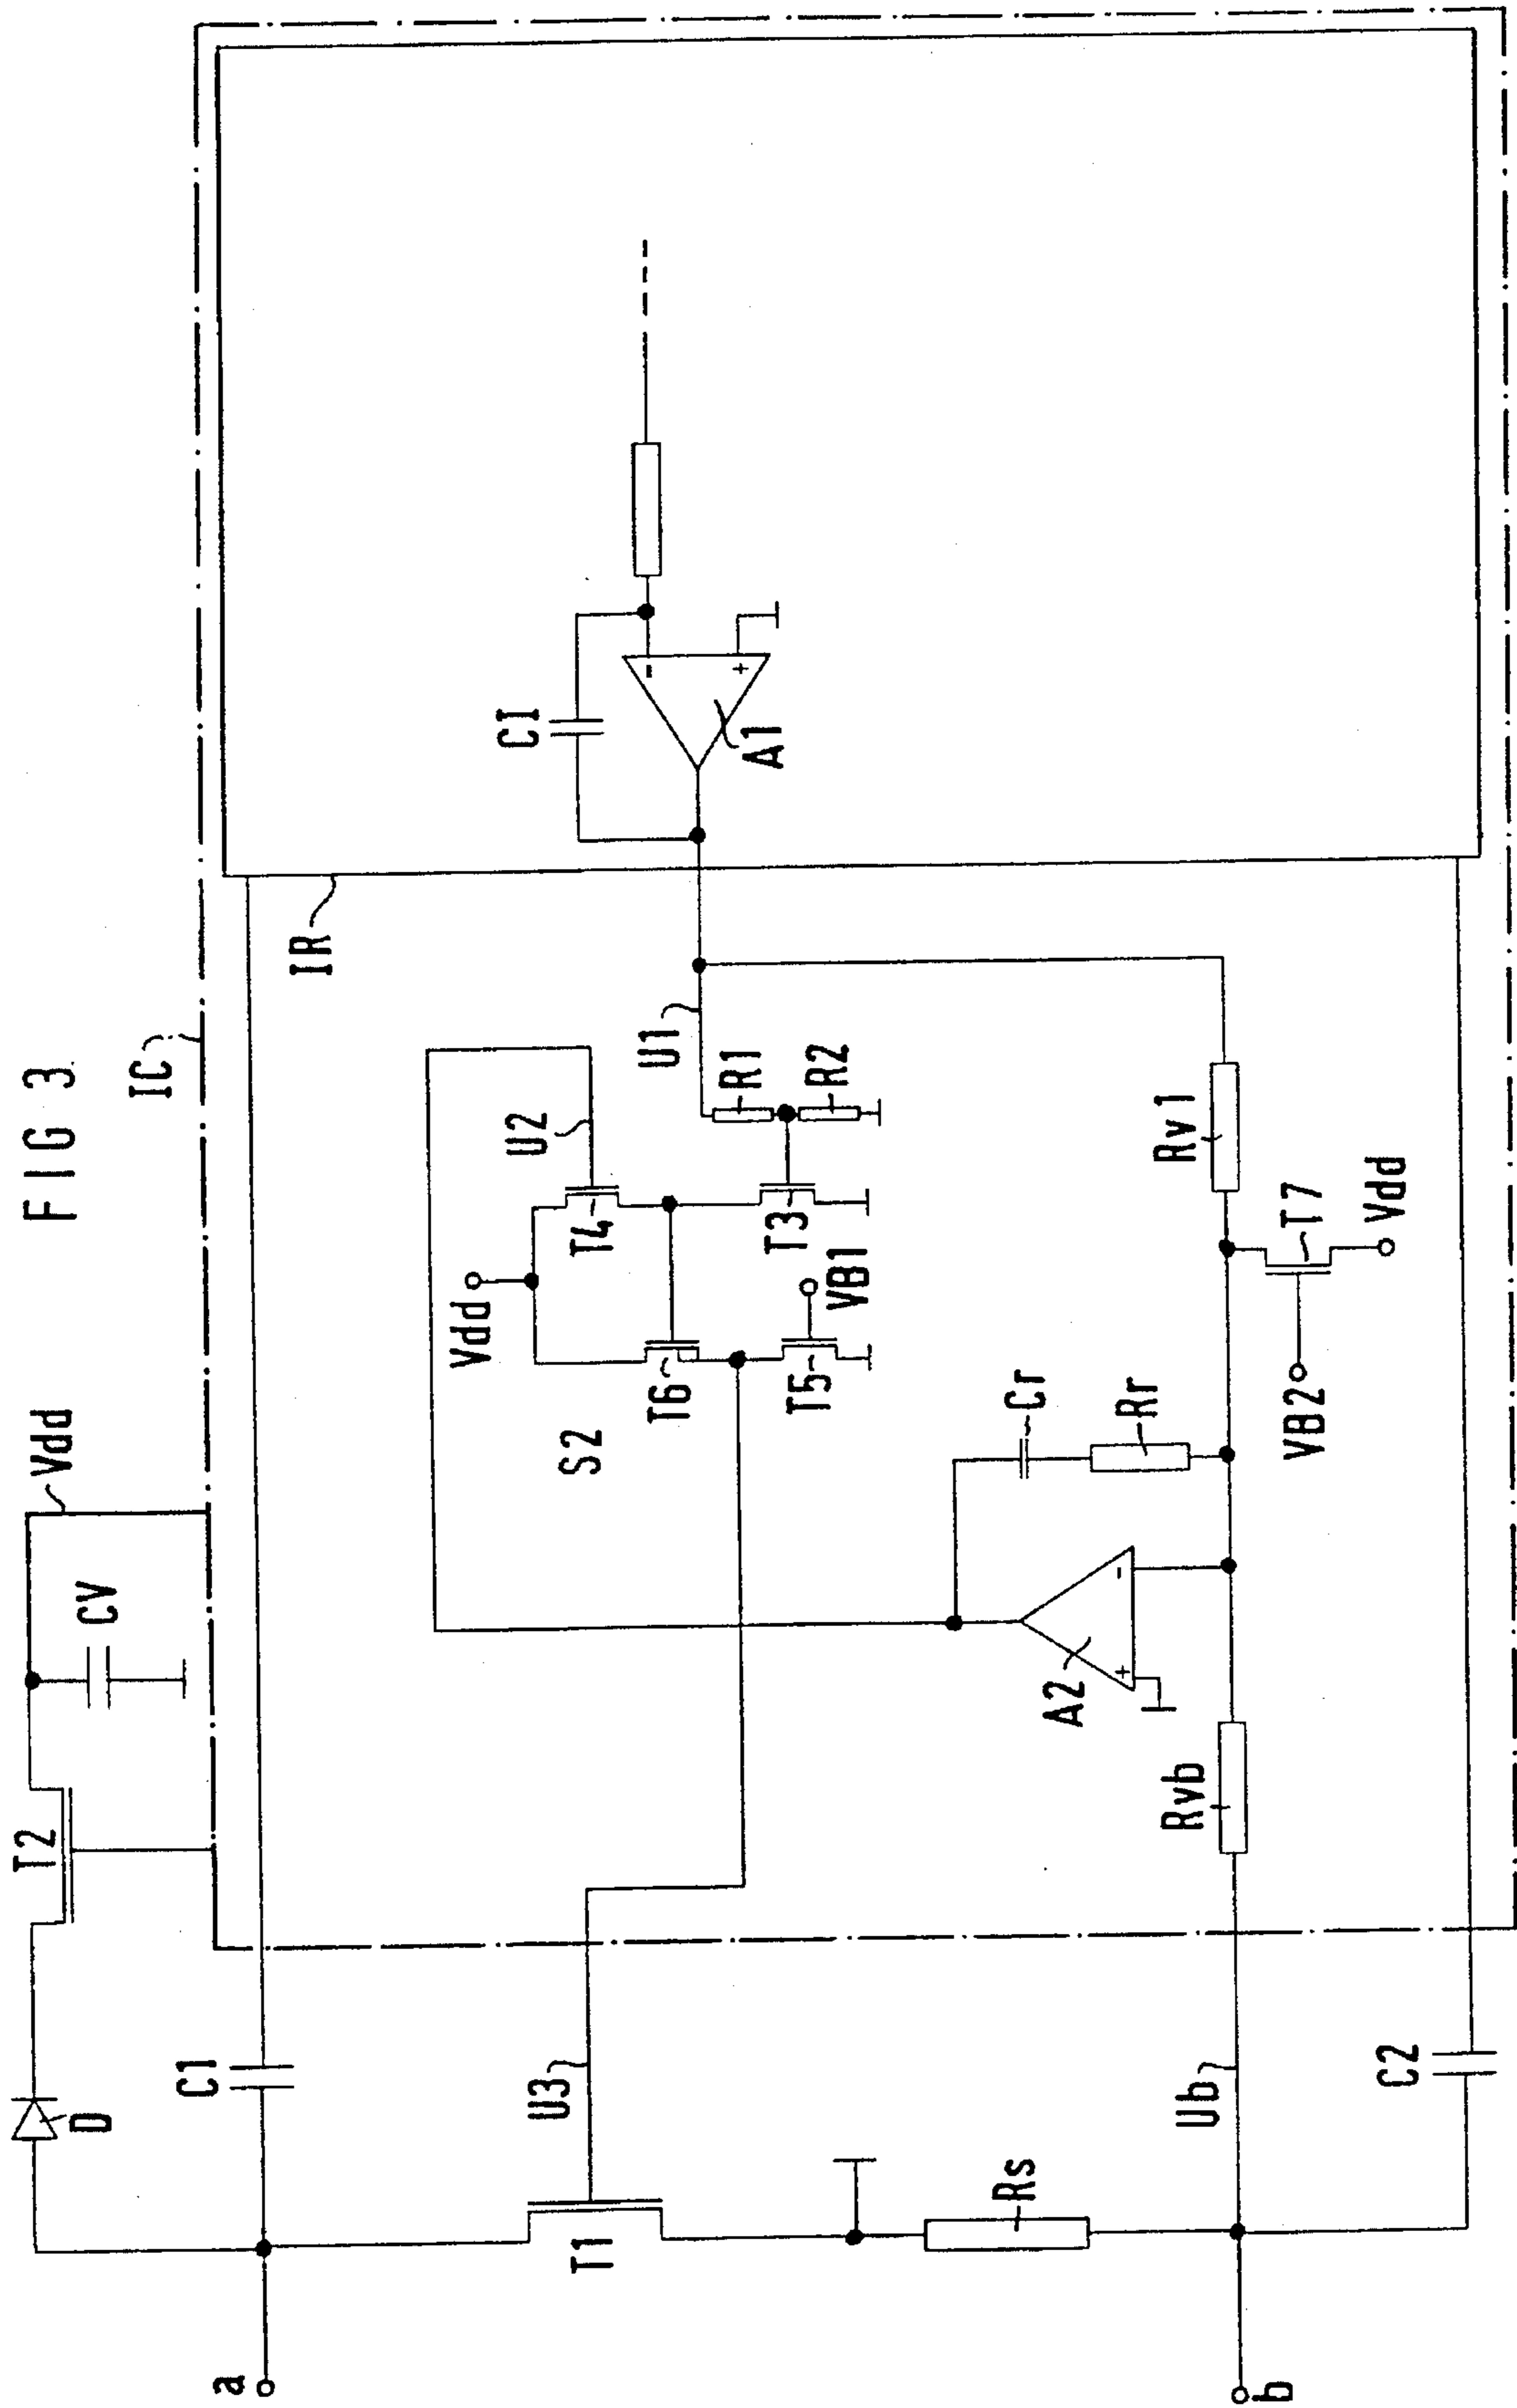 FIG 3
T2
CV
Vdd
IC
D
C1
IR
a
U3
S2
Vdd
T6
T4
U2
U1
CI
T1
T5
VB1
T3
R1
R2
A1
-
+
Rs
A2
+
-
Cr
Rr
Ub
Rvb
VB2
T7
Vdd
Rv1
b
C2